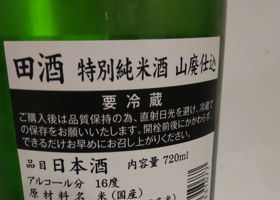 田酒 特別純米酒 山廃仕込
要冷蔵
ご購入後は品質保持の為、直射日光を避け、冷蔵で
の保存をお願いします。開栓前後にかかわらず、
できるだけお早めにお召し上がりください。
品目 日本酒 内容量 720ml
アルコール分 16度
原材料名 米(国産)